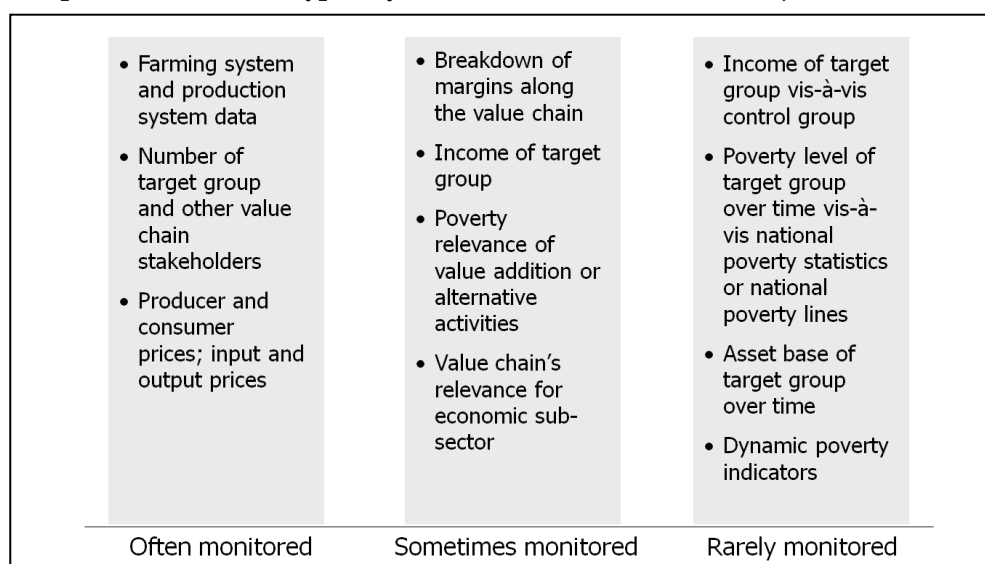 • Farming system
and production
system data
• Number of
target group
and other value
chain
stakeholders
• Producer and
consumer
prices; input and
output prices
• Breakdown of
margins along
the value chain
• Income of target
group
• Poverty
relevance of
value addition or
alternative
activities
• Value chain’s
relevance for
economic sub-
sector
• Income of target
group vis-à-vis
control group
• Poverty level of
target group
over time vis-à-
vis national
poverty statistics
or national
poverty lines
• Asset base of
target group
over time
• Dynamic poverty
indicators
Often monitored
Sometimes monitored
Rarely monitored